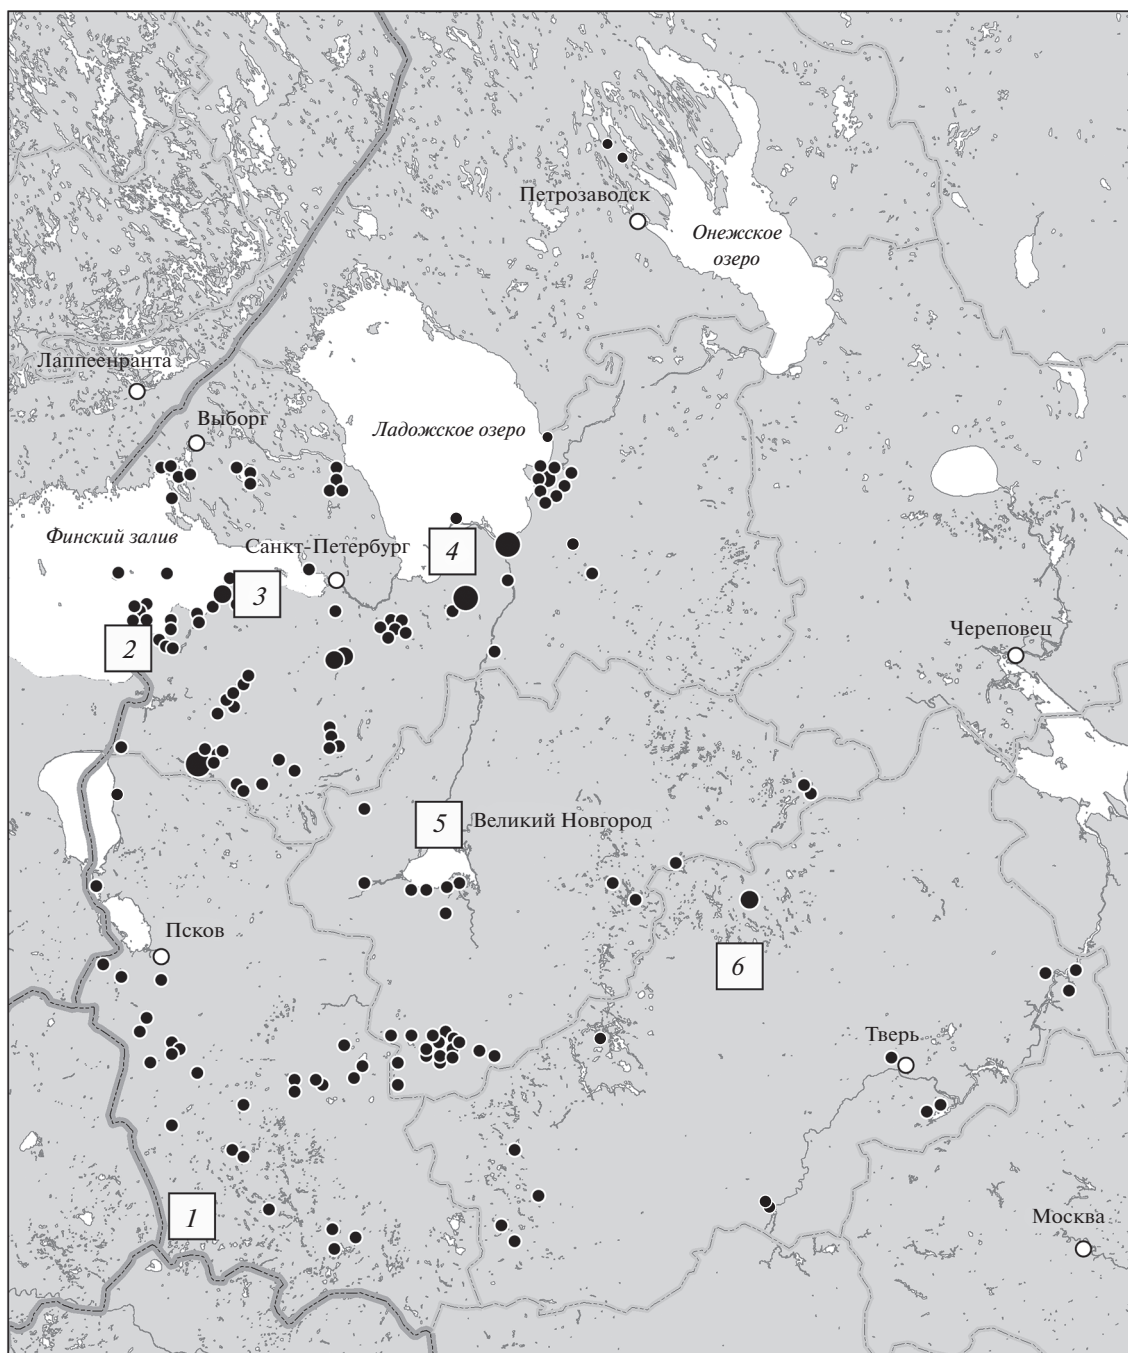 Петрозаводск
Онежское
озеро
Лаппеенранта
Выборг
Ладожское озеро
Финский залив
Санкт-Петербург
4
3
2
Череповец
5
Великий Новгород
Псков
6
Тверь
1
Москва